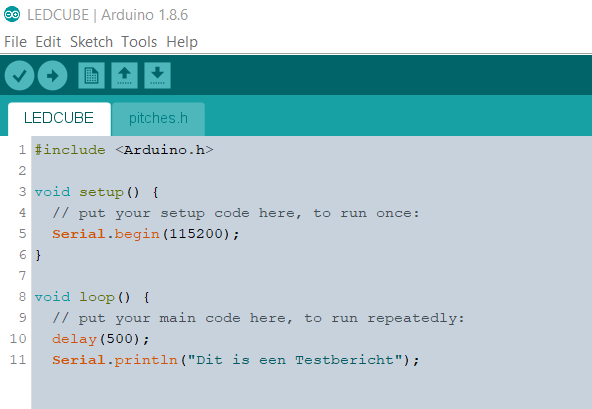 LEDCUBE | Arduino 1.8.6
File Edit Sketch Tools Help
LEDCUBE pitches.h
1 #include <Arduino.h>
2
3 void setup() {
4   // put your setup code here, to run once:
5   Serial.begin(115200);
6 }
7
8 void loop() {
9   // put your main code here, to run repeatedly:
10   delay(500);
11   Serial.println("Dit is een Testbericht");